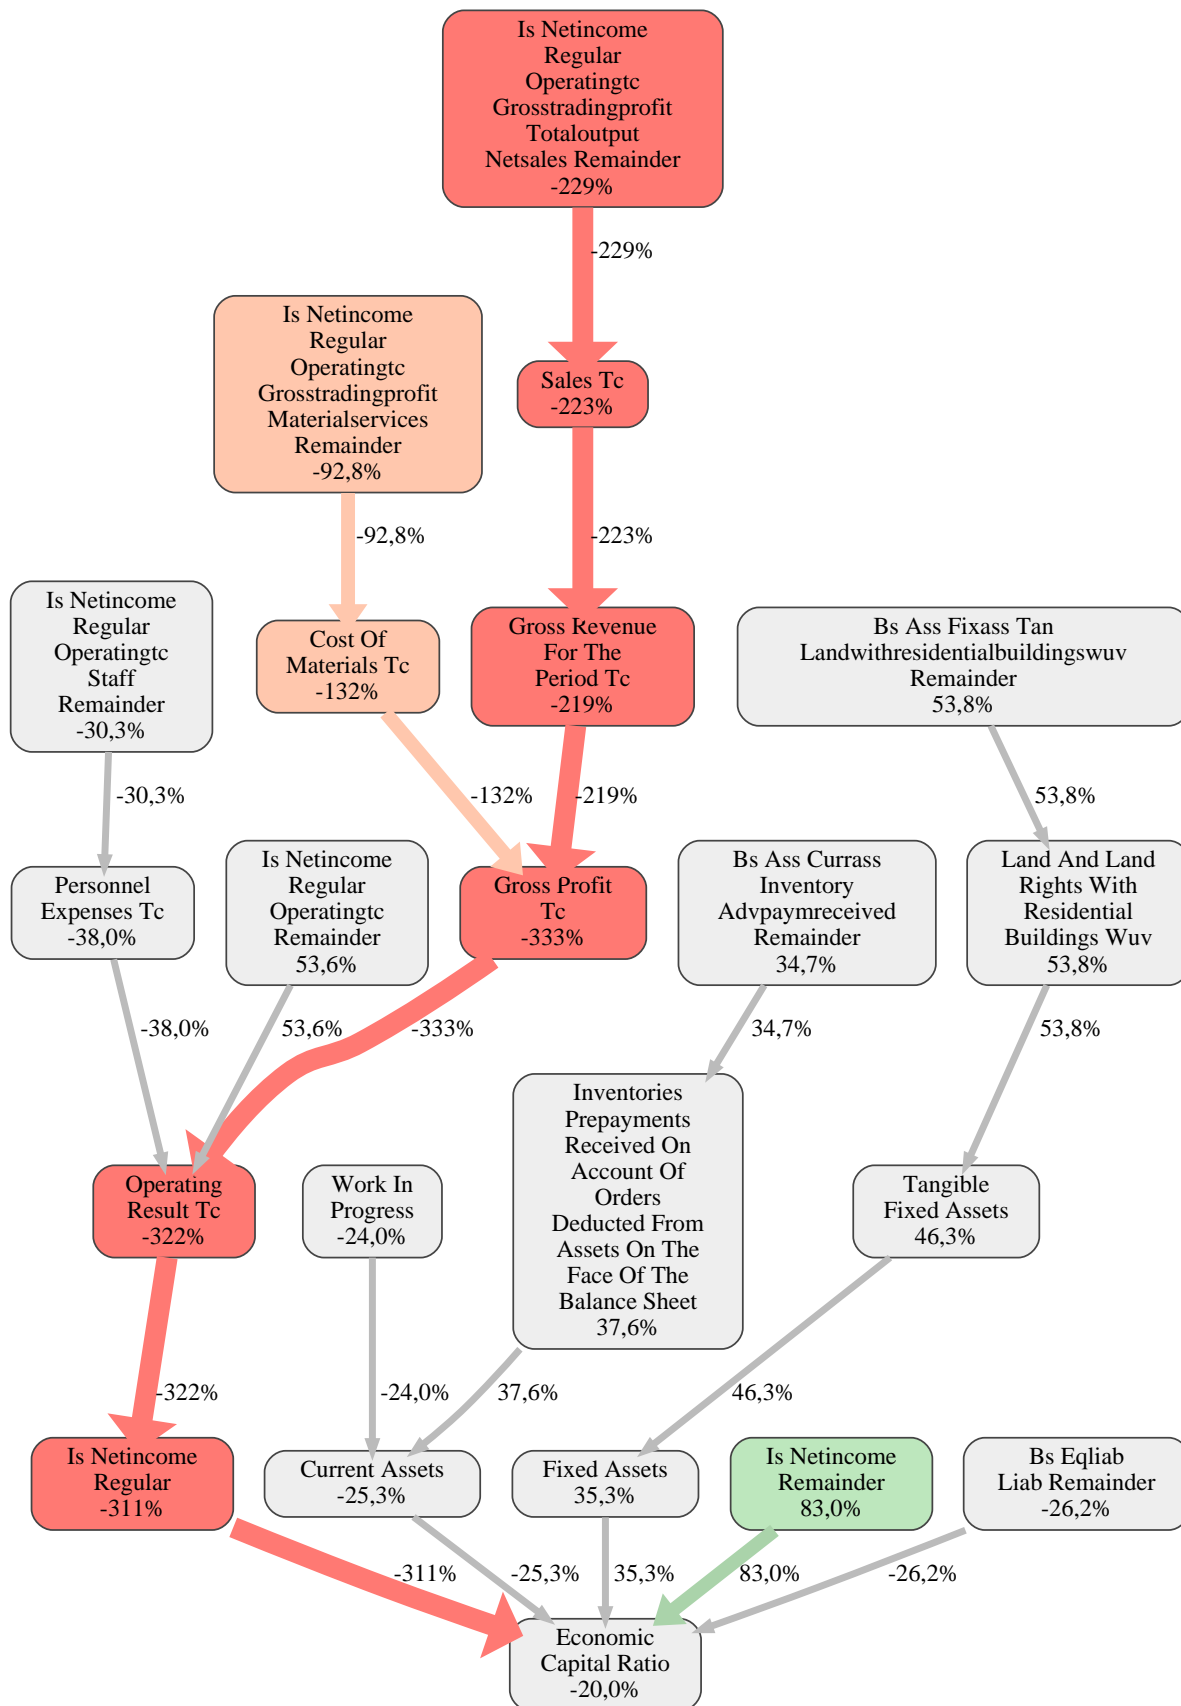 Is Netincome
Regular
Operatingtc
Grosstradingprofit
Totaloutput
Netsales Remainder
-229%
-229%
Is Netincome
Regular
Operatingtc
Grosstradingprofit
Materialservices
Remainder
-92,8%
Sales Tc
-223%
-92,8%
-223%
Is Netincome
Regular
Operatingtc
Staff
Remainder
-30,3%
Cost Of
Materials Tc
-132%
Gross Revenue
For The
Period Tc
-219%
Bs Ass Fixass Tan
Landwithresidentialbuildingswuv
Remainder
53,8%
-30,3%
-132%
-219%
53,8%
Personnel
Expenses Tc
-38,0%
Is Netincome
Regular
Operatingtc
Remainder
53,6%
Gross Profit
Tc
-333%
Bs Ass Currass
Inventory
Advpaymreceived
Remainder
34,7%
Land And Land
Rights With
Residential
Buildings Wuv
53,8%
-38,0%
53,6%
-333%
34,7%
53,8%
Operating
Result Tc
-322%
Work In
Progress
-24,0%
Inventories
Prepayments
Received On
Account Of
Orders
Deducted From
Assets On The
Face Of The
Balance Sheet
37,6%
Tangible
Fixed Assets
46,3%
-322%
-24,0%
37,6%
46,3%
Is Netincome
Regular
-311%
Current Assets
-25,3%
Fixed Assets
35,3%
Is Netincome
Remainder
83,0%
Bs Eqliab
Liab Remainder
-26,2%
-311%
-25,3%
35,3%
83,0%
-26,2%
Economic
Capital Ratio
-20,0%